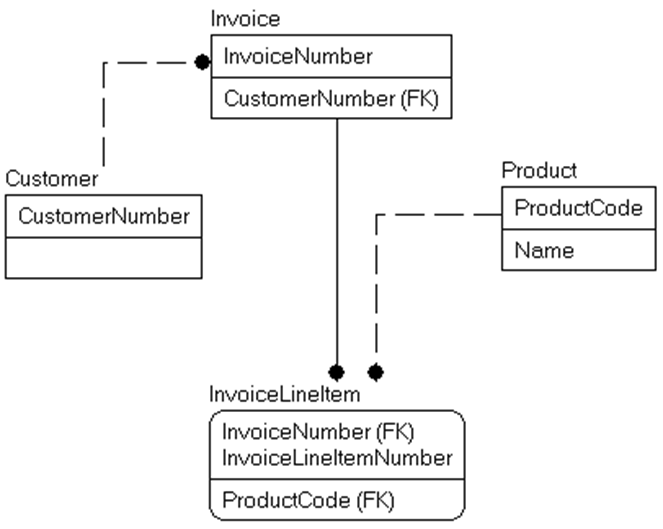 Invoice
InvoiceNumber
CustomerNumber (FK)
Customer
CustomerNumber
Product
ProductCode
Name
InvoiceLineItem
InvoiceNumber (FK)
InvoiceLineItemNumber
ProductCode (FK)